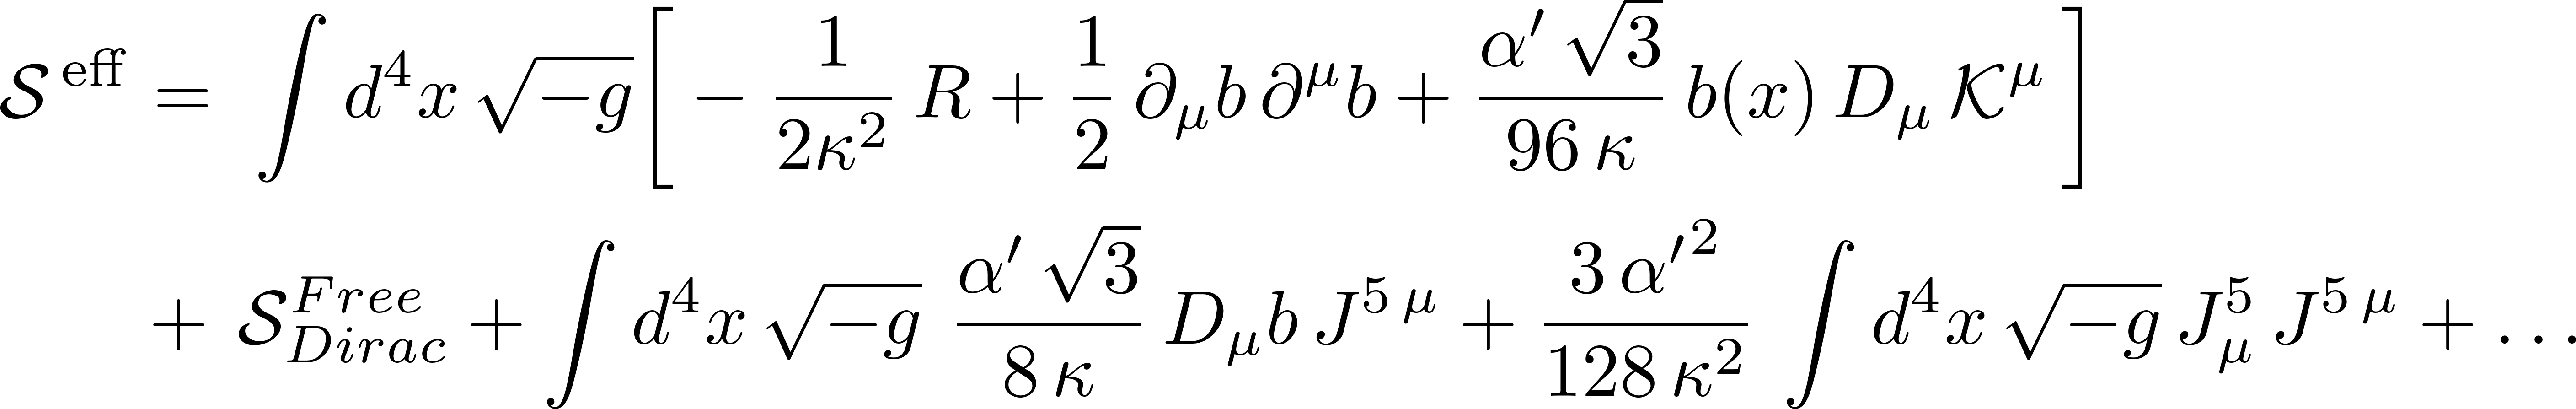 \mathcal{S}^{\rm eff} = \int d^4x \sqrt{-g} \Big[ -\frac{1}{2\kappa^2} R + \frac{1}{2} \partial_\mu b \, \partial^\mu b + \frac{\alpha' \sqrt{3}}{96 \, \kappa} \, b(x) \, D_\mu \, \mathcal{K}^\mu \Big]
+ \mathcal{S}_{Dirac}^{Free} + \int d^4x \sqrt{-g} \, \frac{\alpha' \sqrt{3}}{8 \, \kappa} \, D_\mu b \, J^{5\,\mu} + \frac{3 \, {\alpha'}^2}{128 \, \kappa^2} \int d^4x \sqrt{-g} \, J^5_\mu \, J^{5\,\mu} + \dots